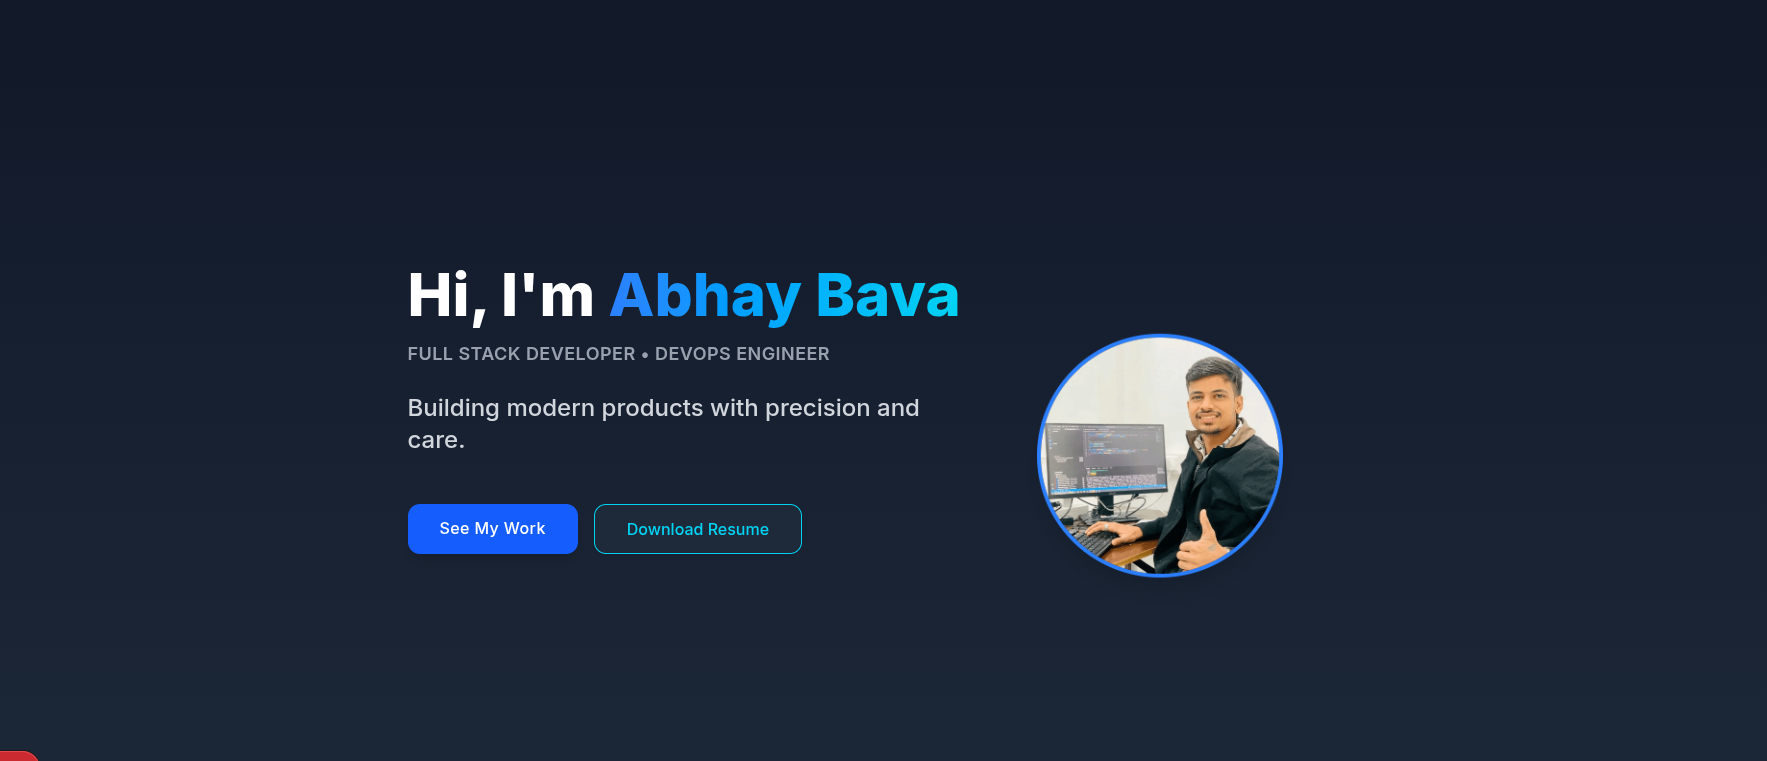 Hi, I'm Abhay Bava
FULL STACK DEVELOPER • DEVOPS ENGINEER
Building modern products with precision and
care.
See My Work
Download Resume